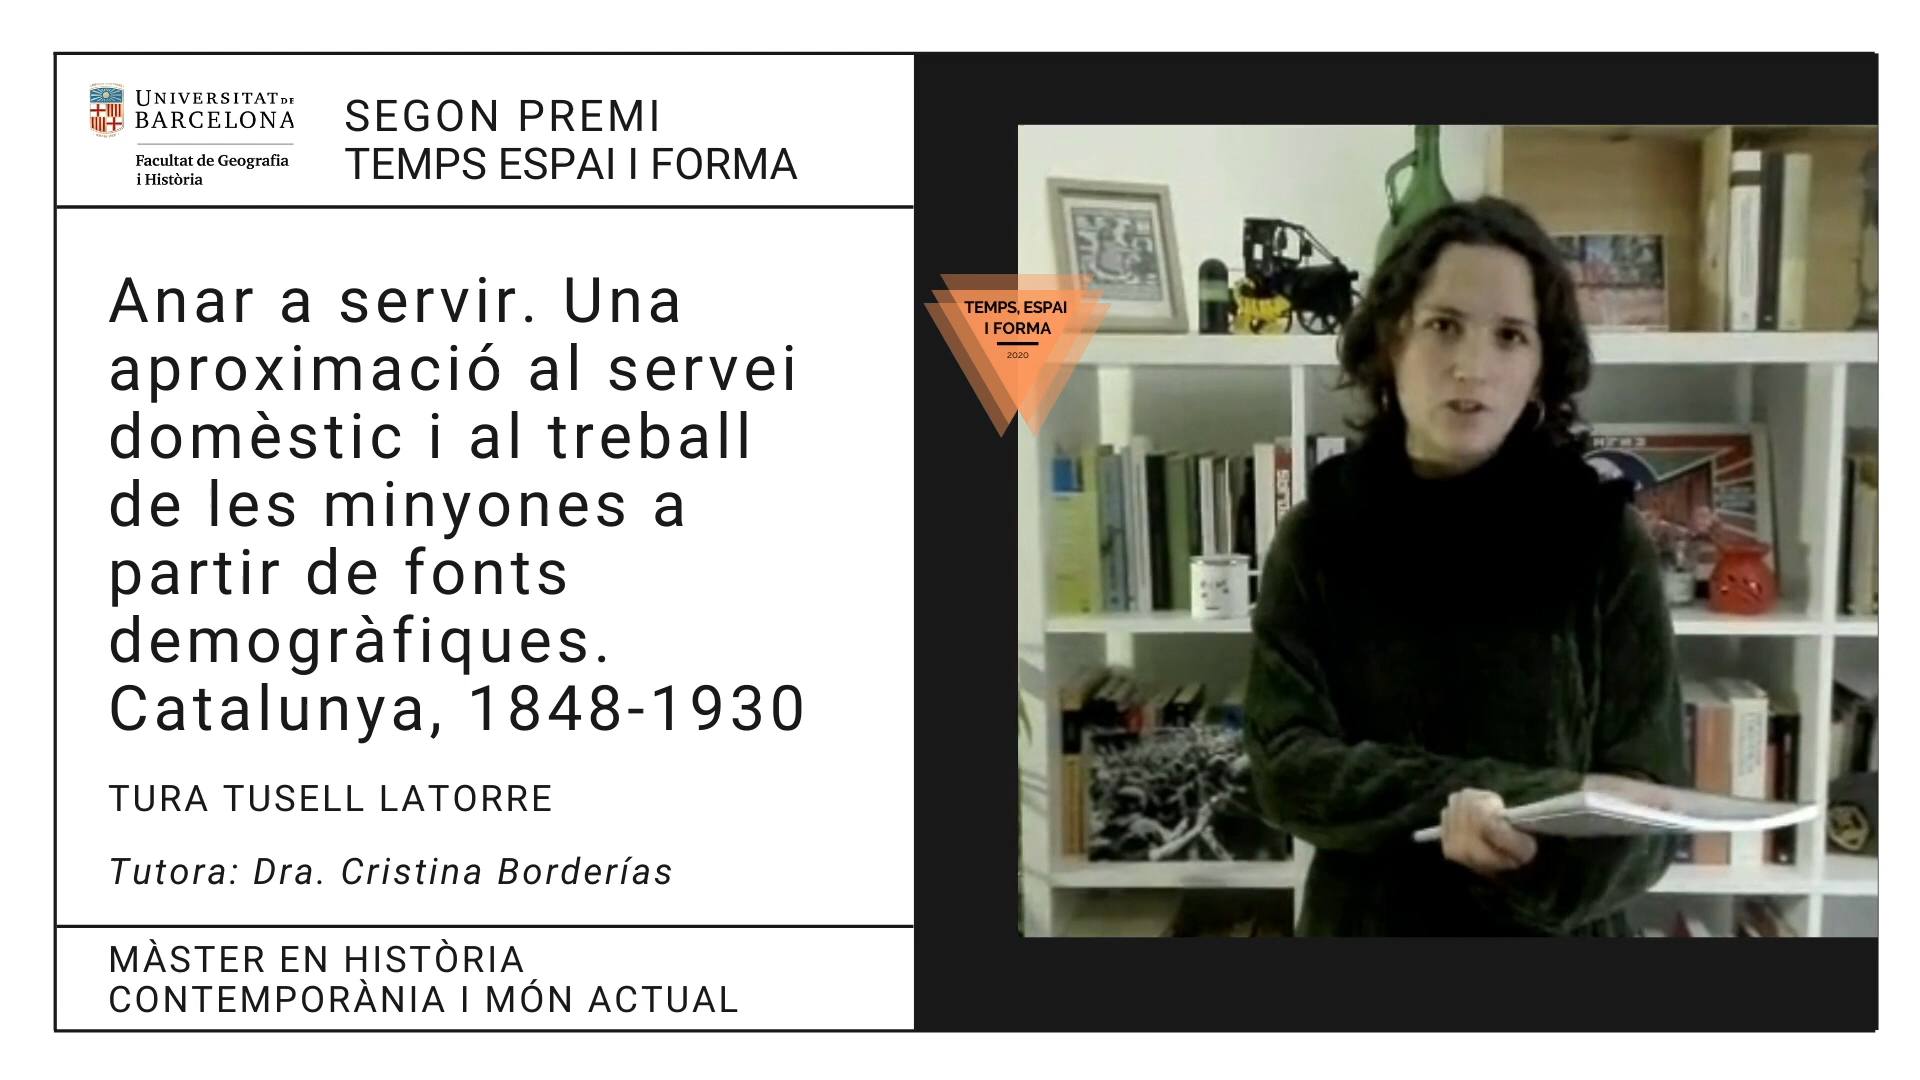 UNIVERSITAT DE
BARCELONA
Facultat de Geografia
i Història
SEGON PREMI
TEMPS ESPAI I FORMA
Anar a servir. Una
aproximació al servei
domèstic i al treball
de les minyones a
partir de fonts
demogràfiques.
Catalunya, 1848-1930
TURA TUSELL LATORRE
Tutora: Dra. Cristina Borderías
MÀSTER EN HISTÒRIA
CONTEMPORÀNIA I MÓN ACTUAL
TEMPS, ESPAI
I FORMA
2020